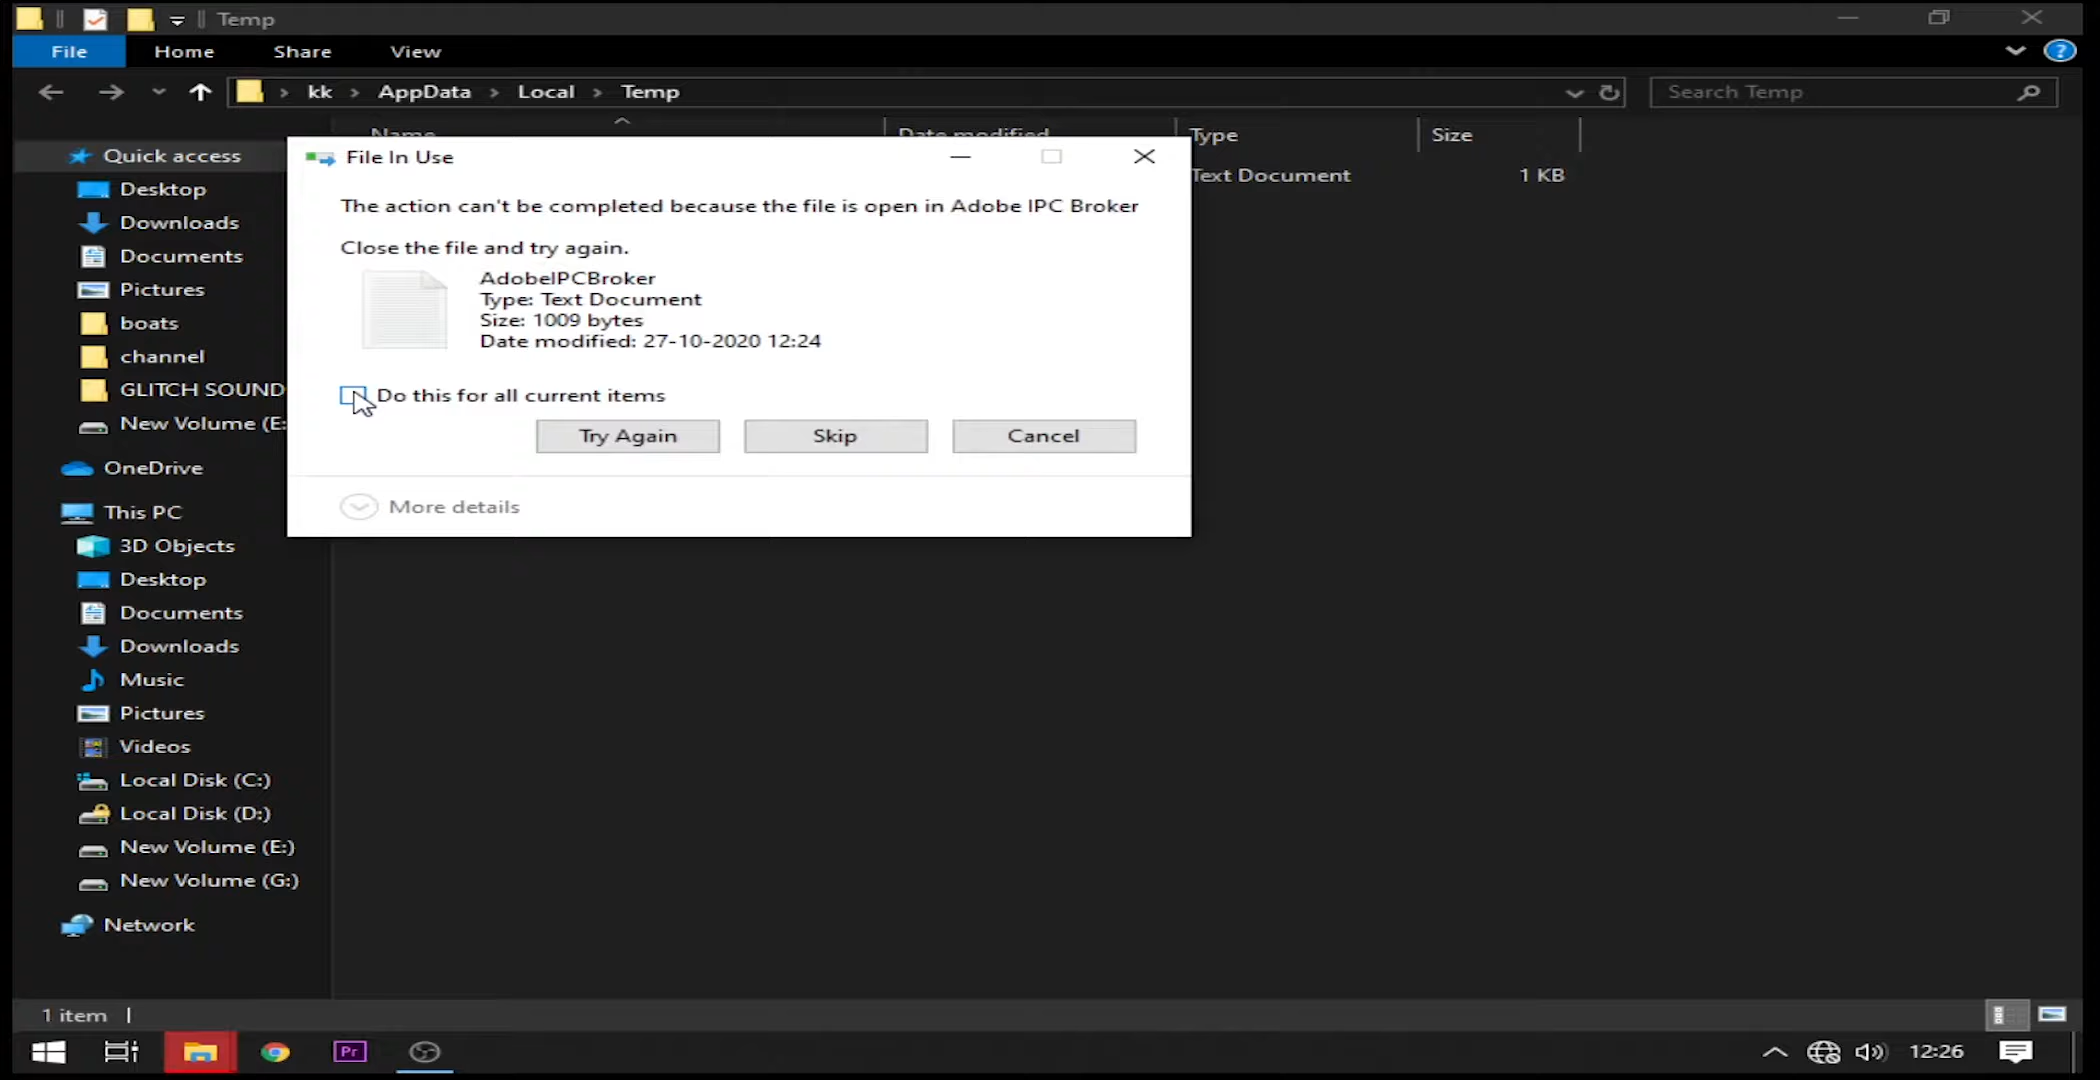 Temp
File Home Share View
kk AppData Local Temp
Search Temp
Name Date modified Type Size
Text Document 1 KB
Quick access
Desktop
Downloads
Documents
Pictures
boats
channel
GLITCH SOUND
New Volume (E:
OneDrive
This PC
3D Objects
Desktop
Documents
Downloads
Music
Pictures
Videos
Local Disk (C:)
Local Disk (D:)
New Volume (E:)
New Volume (G:)
Network
File In Use
The action can't be completed because the file is open in Adobe IPC Broker
Close the file and try again.
AdobeIPCBroker
Type: Text Document
Size: 1009 bytes
Date modified: 27-10-2020 12:24
Do this for all current items
Try Again Skip Cancel
More details
1 item
Pr
12:26